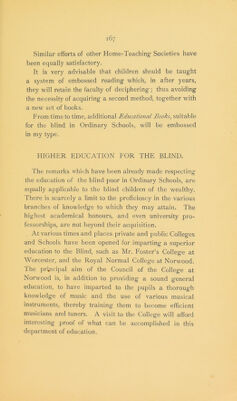 167
Similar efforts of other Home-Teaching Societies have
been equally satisfactory.
It is very advisable that children should be taught
a system of embossed reading which, in after years,
they will retain the faculty of deciphering; thus avoiding
the necessity of acquiring a second method, together with
a new set of books.
From time to time, additional Educational Books, suitable
for the blind in Ordinary Schools, will be embossed
in my type.
HIGHER EDUCATION FOR THE BLIND.
The remarks which have been already made respecting
the education of the blind poor in Ordinary Schools, are
equally applicable to the blind children of the wealthy.
There is scarcely a limit to the proficiency in the various
branches of knowledge to which they may attain. The
highest academical honours, and even university pro-
fessorships, are not beyond their acquisition.
At various times and places private and public Colleges
and Schools have been opened for imparting a superior
education to the Blind, such as Mr. Foster's College at
Worcester, and the Royal Normal College at Norwood.
The principal aim of the Council of the College at
Norwood is, in addition to providing a sound general
education, to have imparted to the pupils a thorough
knowledge of music and the use of various musical
instruments, thereby training them to become efficient
musicians and tuners. A visit to the College will afford
interesting proof of what can be accomplished in this
department of education.